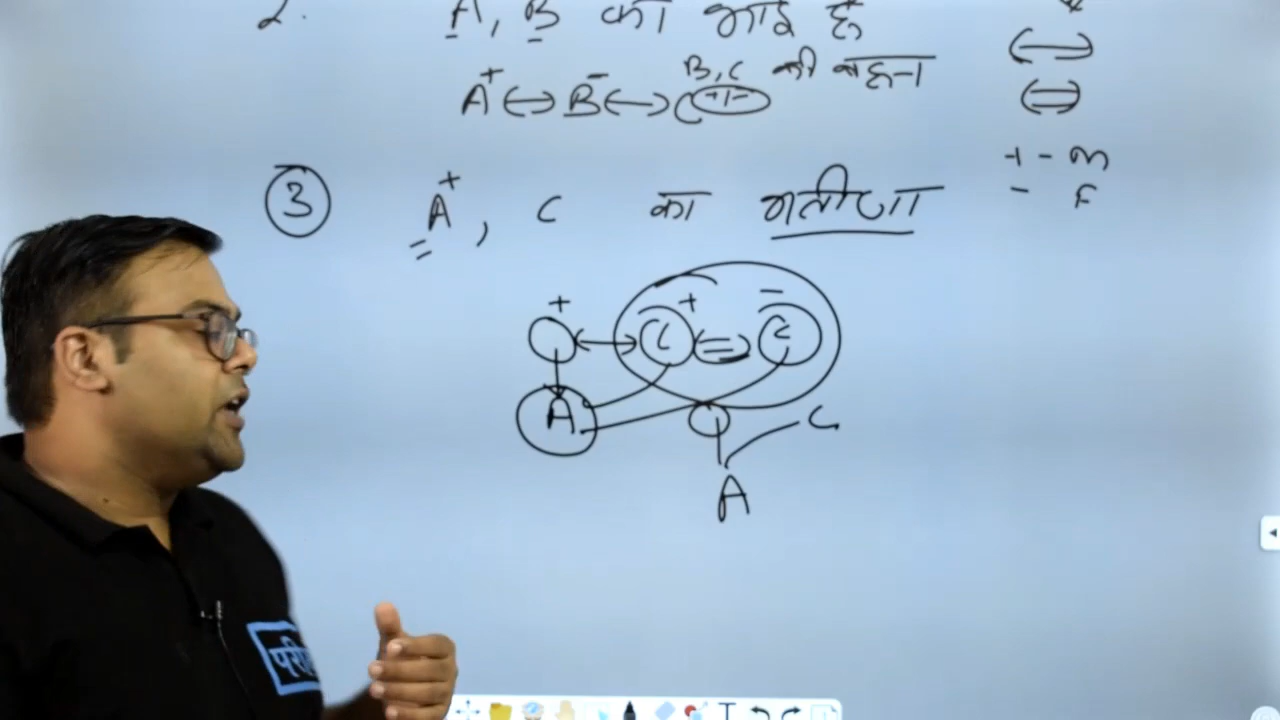 2. A, B का भाई है
B, C की बहन
A⁺ ↔ B⁻ ↔ C +/-
⇔
+ - m
- F
③ A⁺, C का भतीजा
+ + -
C C
A
C
A
T